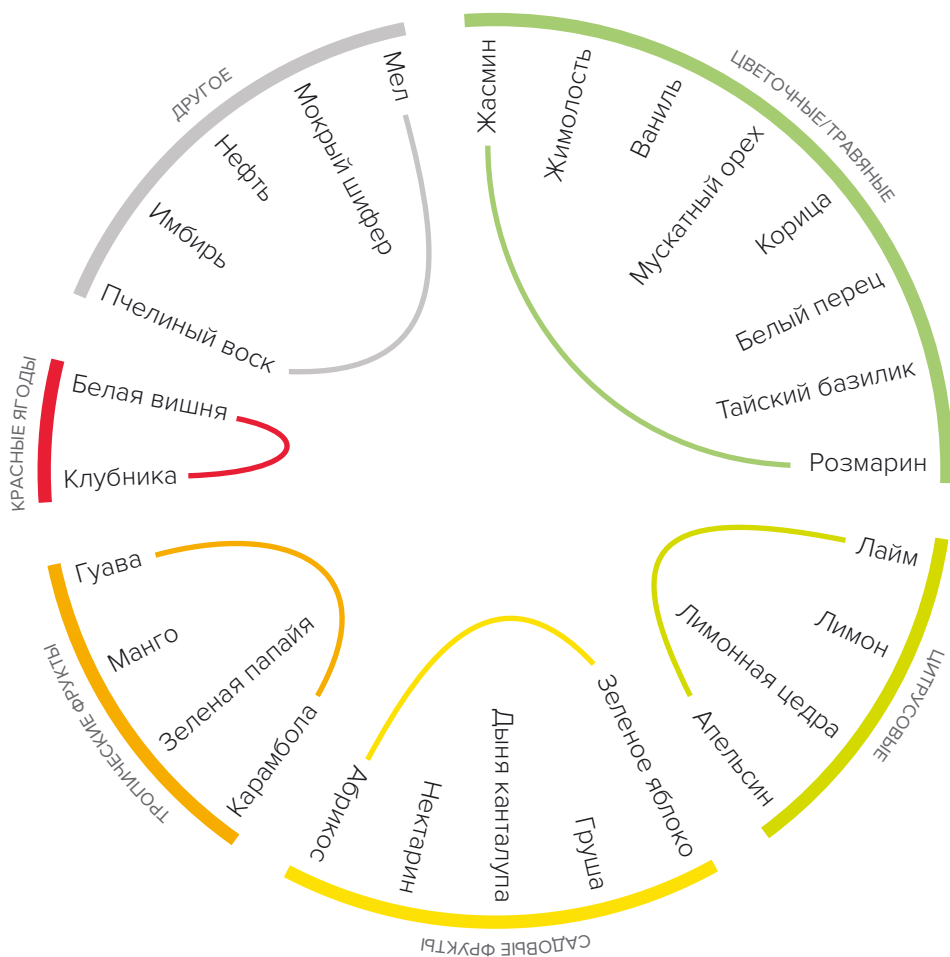 ЦВЕТОЧНЫЕ/ТРАВЯНЫЕ
Жасмин
Жимолость
Ваниль
Мускатный орех
Корица
Белый перец
Тайский базилик
Розмарин
ЦИТРУСОВЫЕ
Лайм
Лимон
Лимонная цедра
Апельсин
САДОВЫЕ ФРУКТЫ
Зеленое яблоко
Груша
Дыня канталупа
Нектарин
Абрикос
ТРОПИЧЕСКИЕ ФРУКТЫ
Карамбола
Зеленая папайя
Манго
Гуава
КРАСНЫЕ ЯГОДЫ
Клубника
Белая вишня
ДРУГОЕ
Пчелиный воск
Имбирь
Нефть
Мокрый шифер
Мел